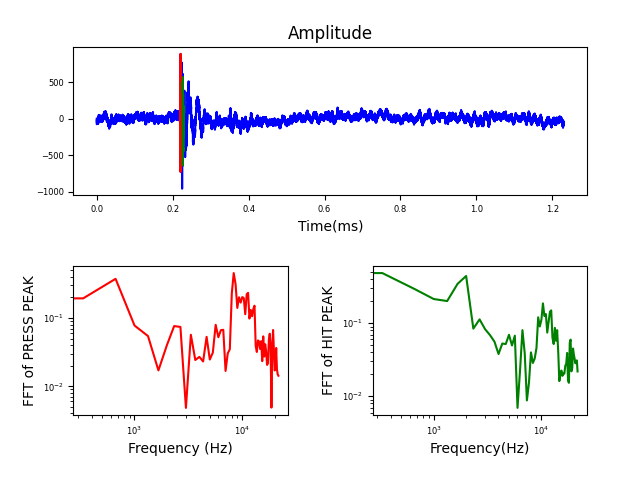 Amplitude
500
0
−500
−1000
0.0 0.2 0.4 0.6 0.8 1.0 1.2
Time(ms)
FFT of PRESS PEAK
10⁻¹
10⁻²
10³ 10⁴
Frequency (Hz)
FFT of HIT PEAK
10⁻¹
10⁻²
10³ 10⁴
Frequency(Hz)